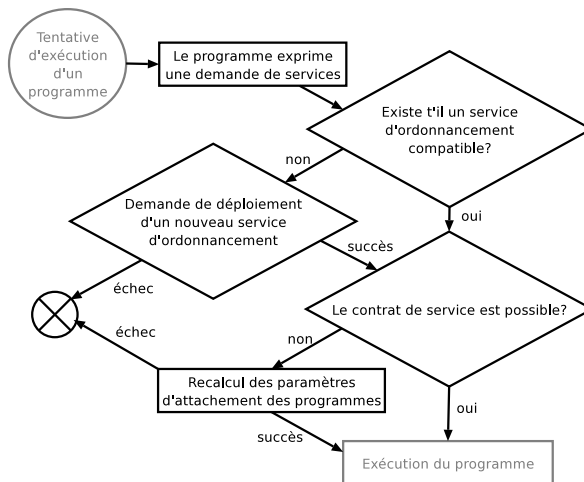 Tentative
d'exécution
d'un
programme
Le programme exprime
une demande de services
Existe t'il un service
d'ordonnancement
compatible?
non
oui
Demande de déploiement
d'un nouveau service
d'ordonnancement
succès
échec
Le contrat de service est possible?
échec
non
Recalcul des paramètres
d'attachement des programmes
oui
succès
Exécution du programme